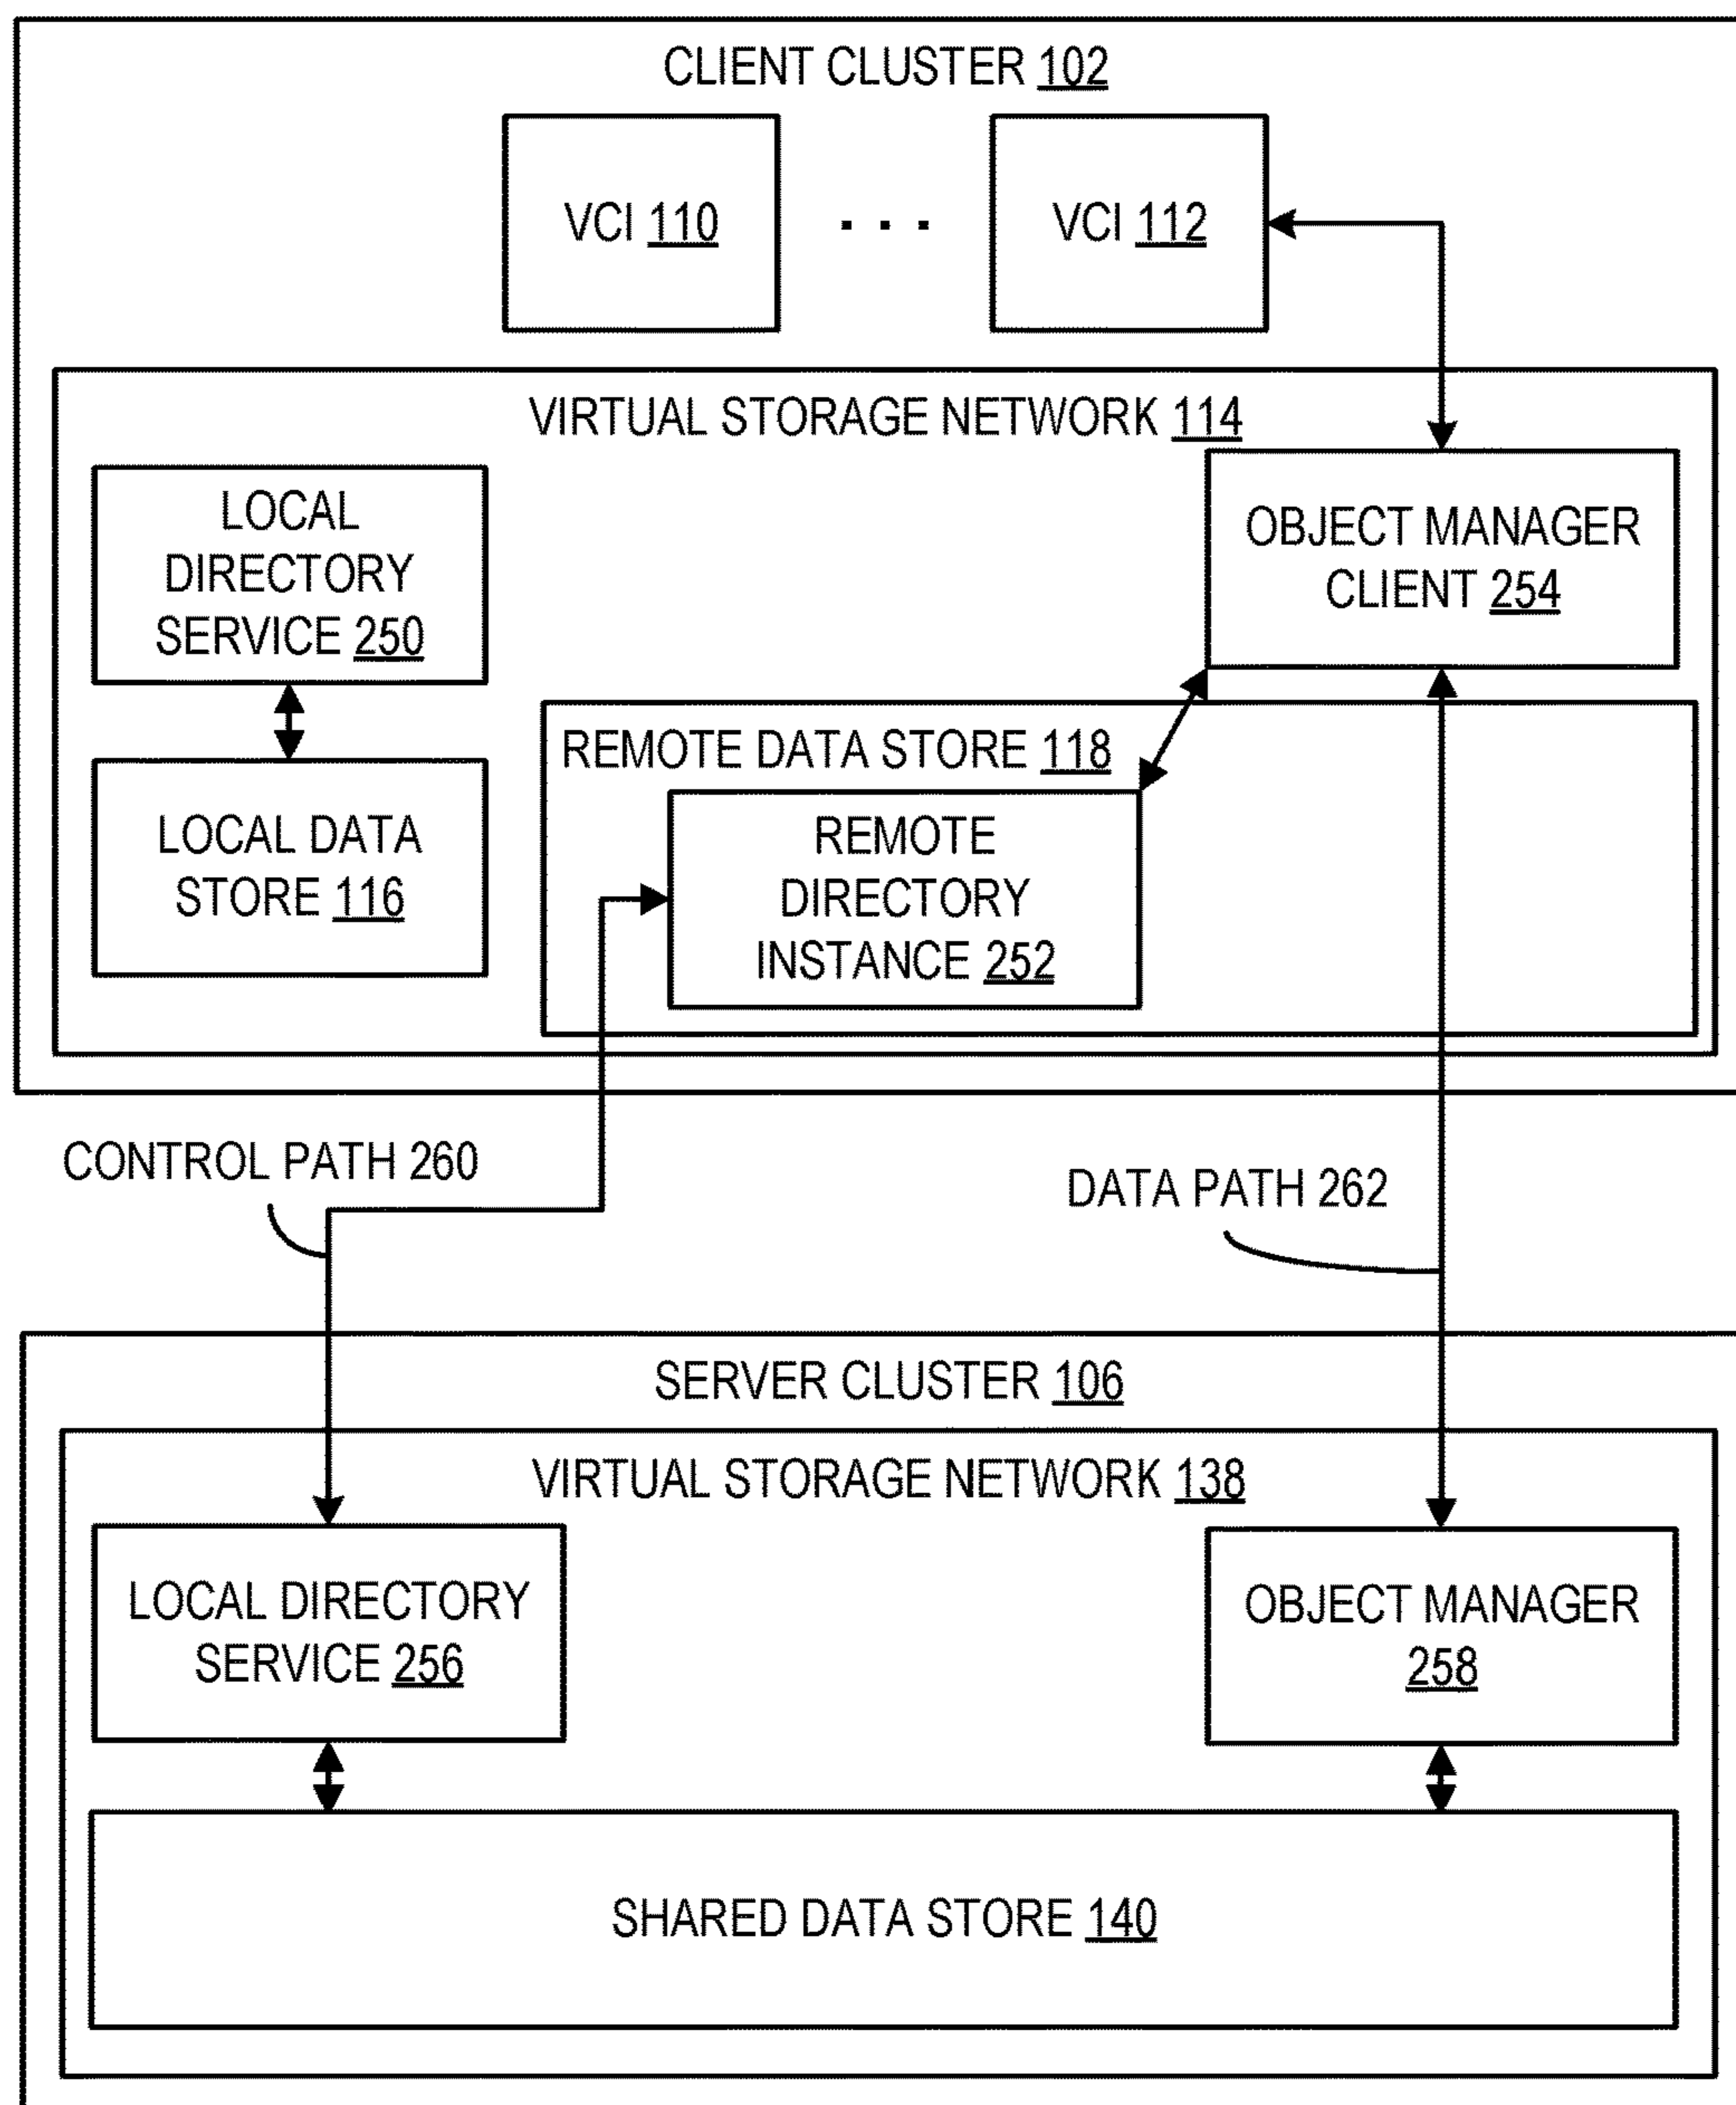 CLIENT CLUSTER 102
VCI 110
. . .
VCI 112
VIRTUAL STORAGE NETWORK 114
LOCAL
DIRECTORY
SERVICE 250
OBJECT MANAGER
CLIENT 254
REMOTE DATA STORE 118
LOCAL DATA
STORE 116
REMOTE
DIRECTORY
INSTANCE 252
CONTROL PATH 260
DATA PATH 262
SERVER CLUSTER 106
VIRTUAL STORAGE NETWORK 138
LOCAL DIRECTORY
SERVICE 256
OBJECT MANAGER
258
SHARED DATA STORE 140